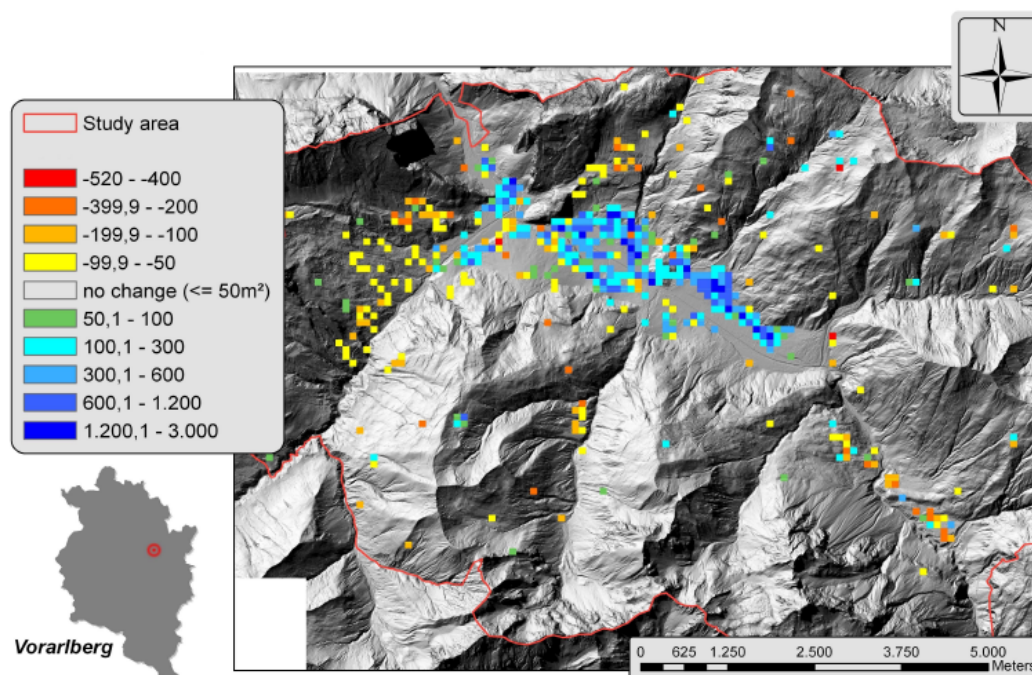 N
Study area
-520 - -400
-399,9 - -200
-199,9 - -100
-99,9 - -50
no change (<= 50m²)
50,1 - 100
100,1 - 300
300,1 - 600
600,1 - 1.200
1.200,1 - 3.000
Vorarlberg
0 625 1.250 2.500 3.750 5.000
Meters